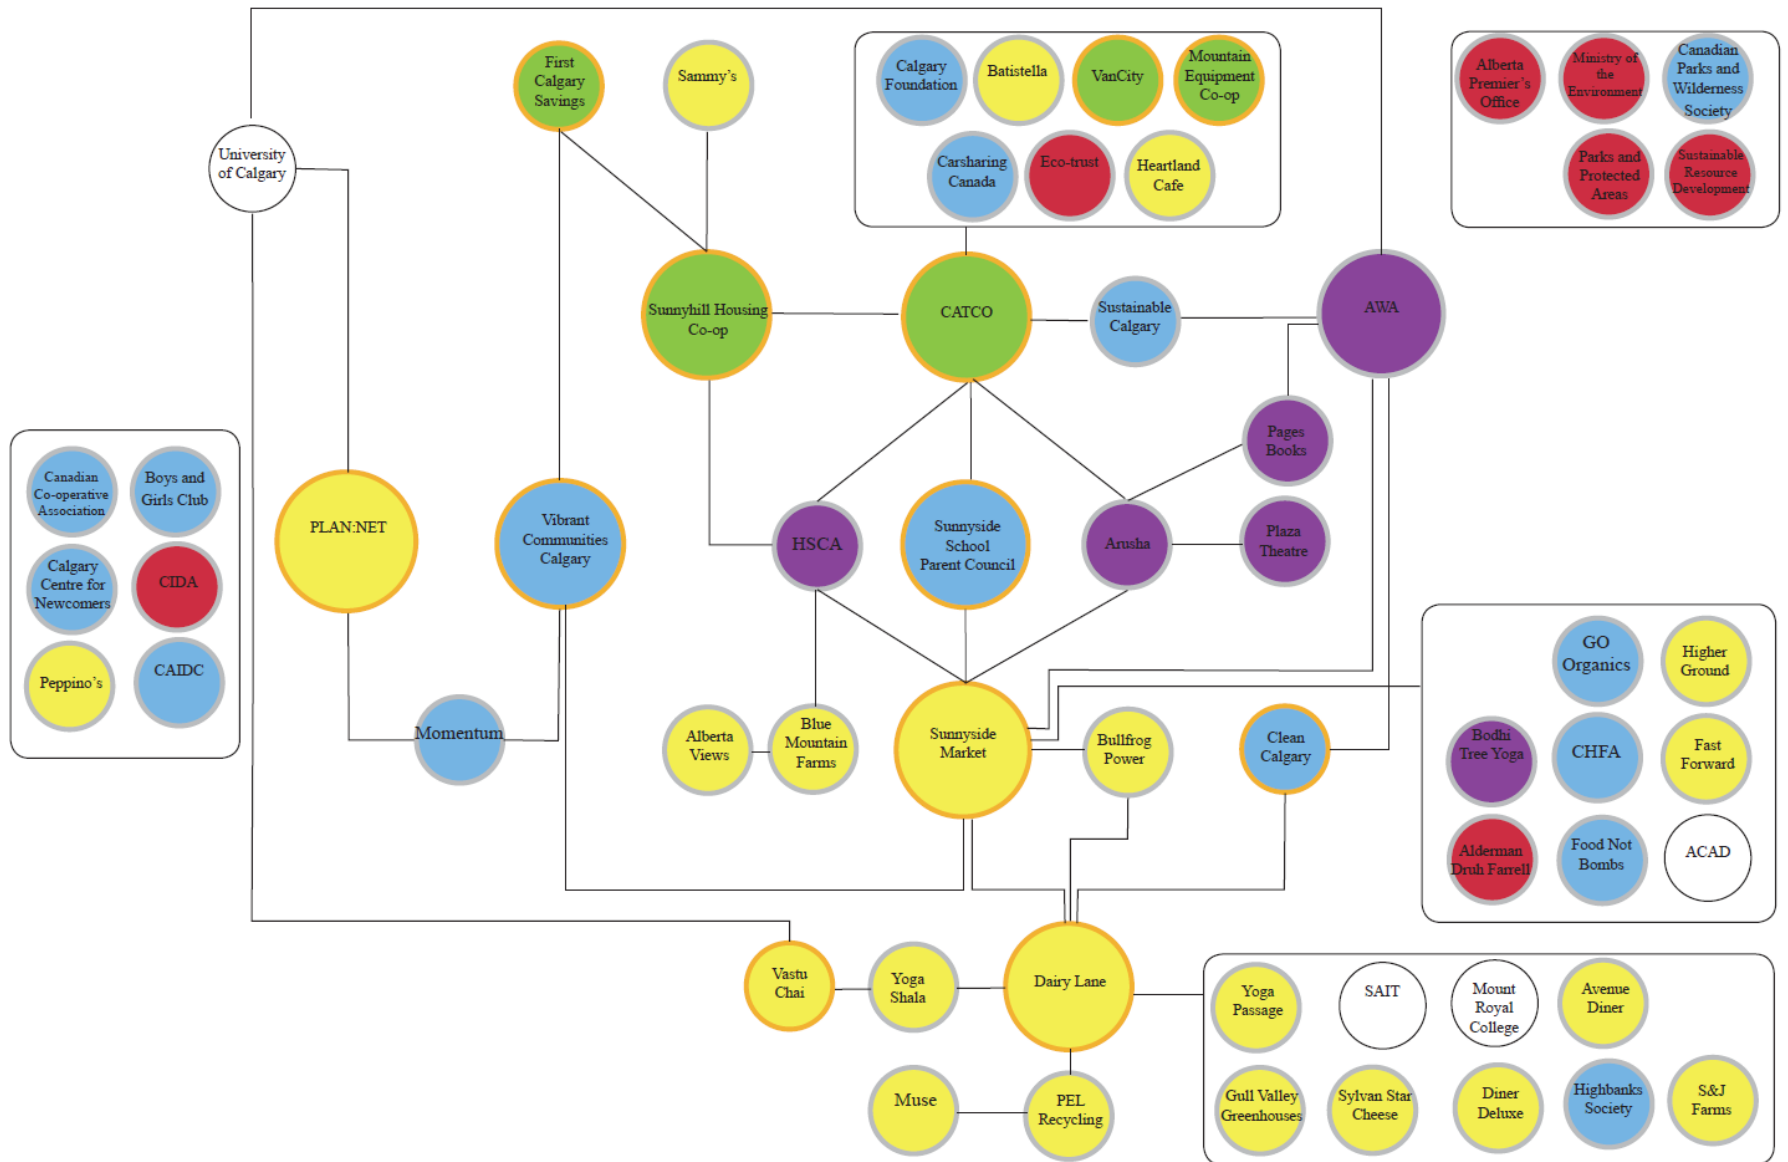 First
Calgary
Savings
Sammy's
Calgary
Foundation
Batistella
VanCity
Mountain
Equipment
Co-op
Carsharing
Canada
Eco-trust
Heartland
Cafe
Alberta
Premier's
Office
Ministry of
the
Environment
Canadian
Parks and
Wilderness
Society
Parks and
Protected
Areas
Sustainable
Resource
Development
University
of Calgary
Sunnyhill Housing
Co-op
CATCO
Sustainable
Calgary
AWA
Pages
Books
Canadian
Co-operative
Association
Boys and
Girls Club
Calgary
Centre for
Newcomers
CIDA
Peppino's
CAIDC
PLAN:NET
Vibrant
Communities
Calgary
HSCA
Sunnyside
School
Parent Council
Arusha
Plaza
Theatre
Momentum
Alberta
Views
Blue
Mountain
Farms
Sunnyside
Market
Bullfrog
Power
Clean
Calgary
GO
Organics
Higher
Ground
Bodhi
Tree Yoga
CHFA
Fast
Forward
Alderman
Druh Farrell
Food Not
Bombs
ACAD
Vastu
Chai
Yoga
Shala
Dairy Lane
Yoga
Passage
SAIT
Mount
Royal
College
Avenue
Diner
Muse
PEL
Recycling
Gull Valley
Greenhouses
Sylvan Star
Cheese
Diner
Deluxe
Highbanks
Society
S&J
Farms